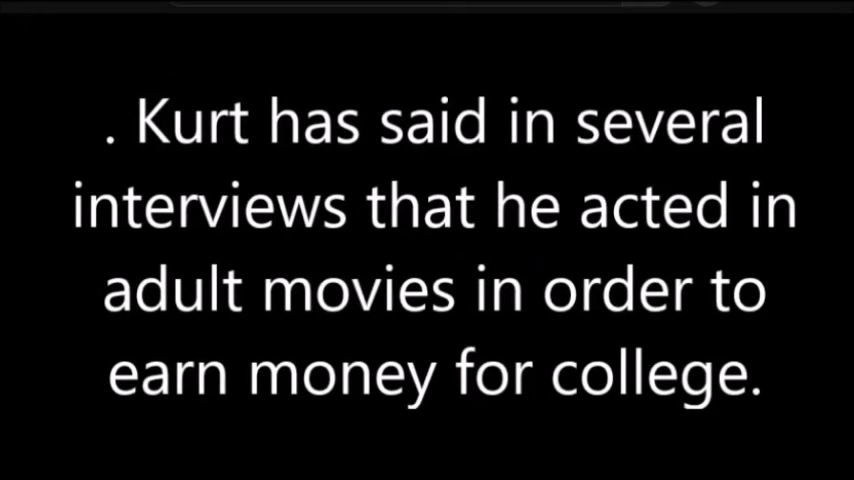 . Kurt has said in several
interviews that he acted in
adult movies in order to
earn money for college.